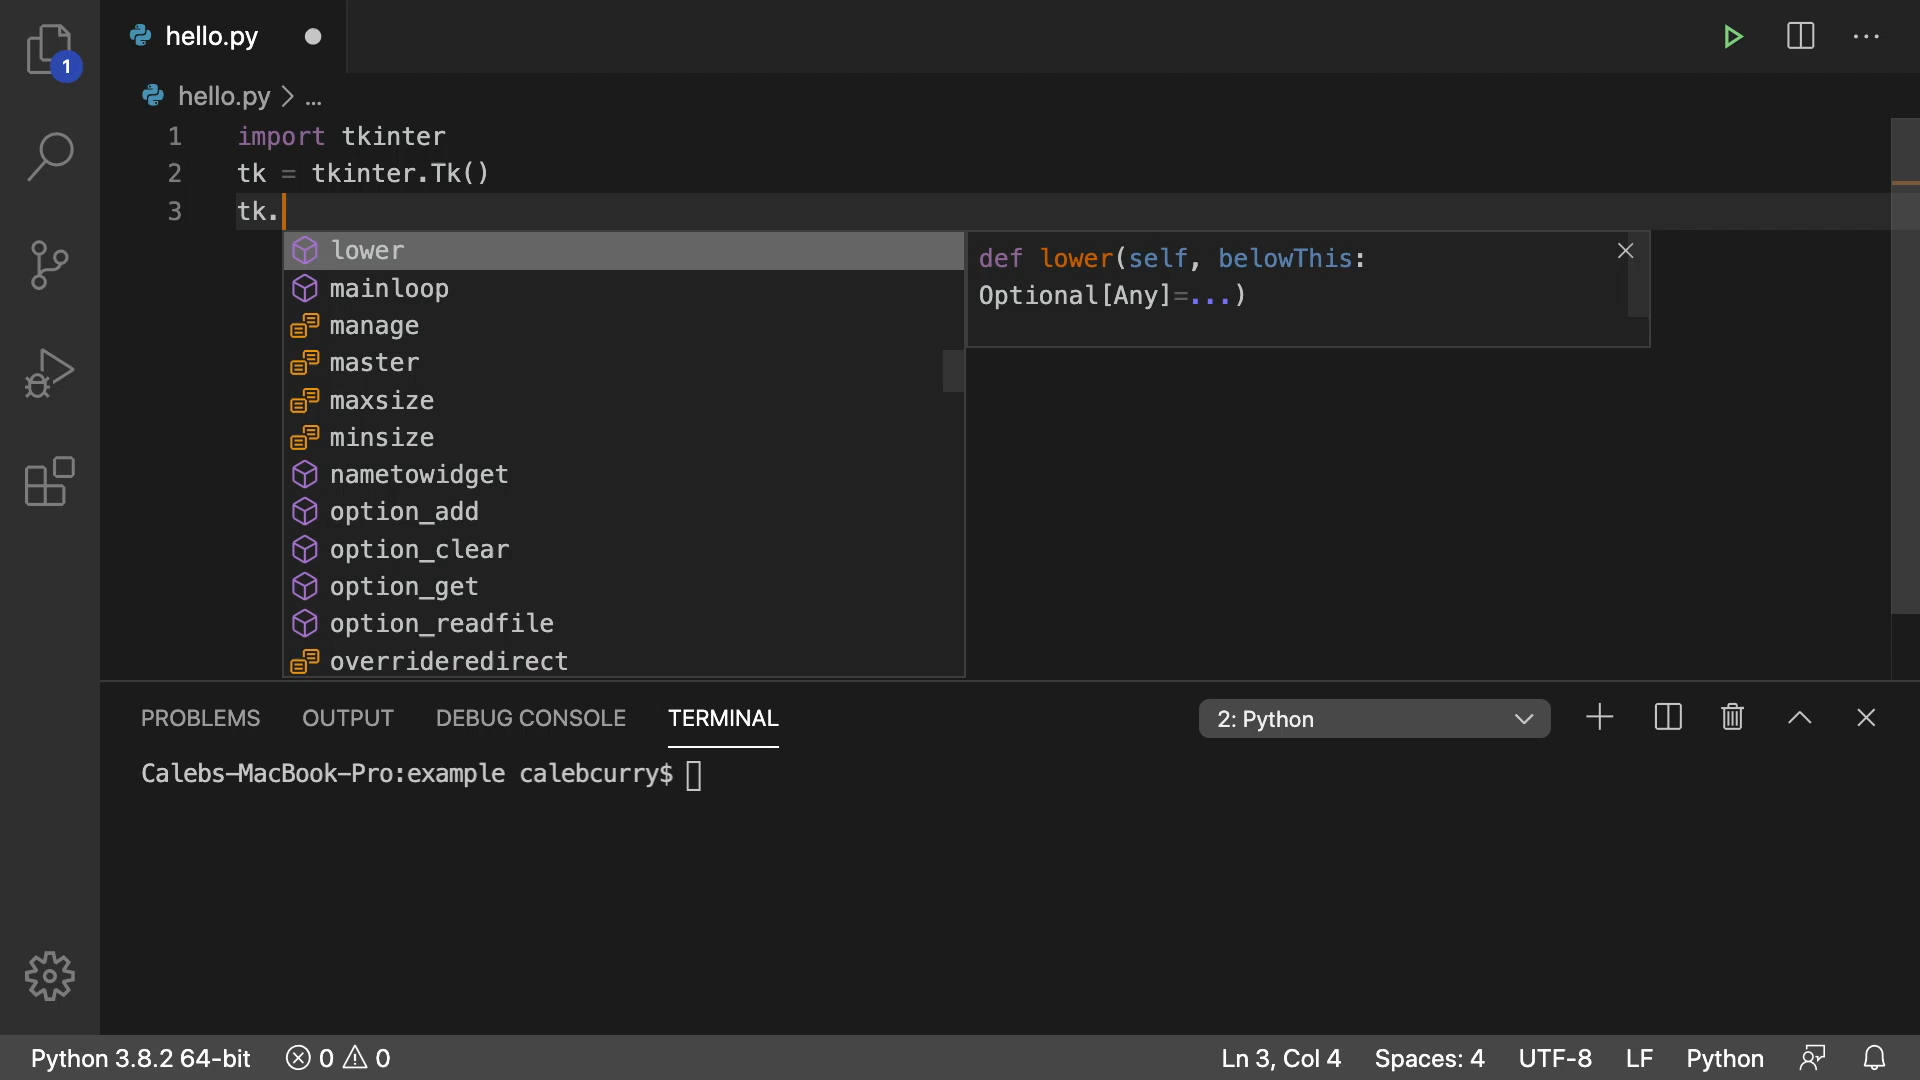 hello.py
1
hello.py > ...
1 import tkinter
2 tk = tkinter.Tk()
3 tk.
lower
mainloop
manage
master
maxsize
minsize
nametowidget
option_add
option_clear
option_get
option_readfile
overrideredirect
def lower(self, belowThis:
Optional[Any]=...)
PROBLEMS OUTPUT DEBUG CONSOLE TERMINAL 2: Python
Calebs-MacBook-Pro:example calebcurry$
Python 3.8.2 64-bit 0 0 Ln 3, Col 4 Spaces: 4 UTF-8 LF Python